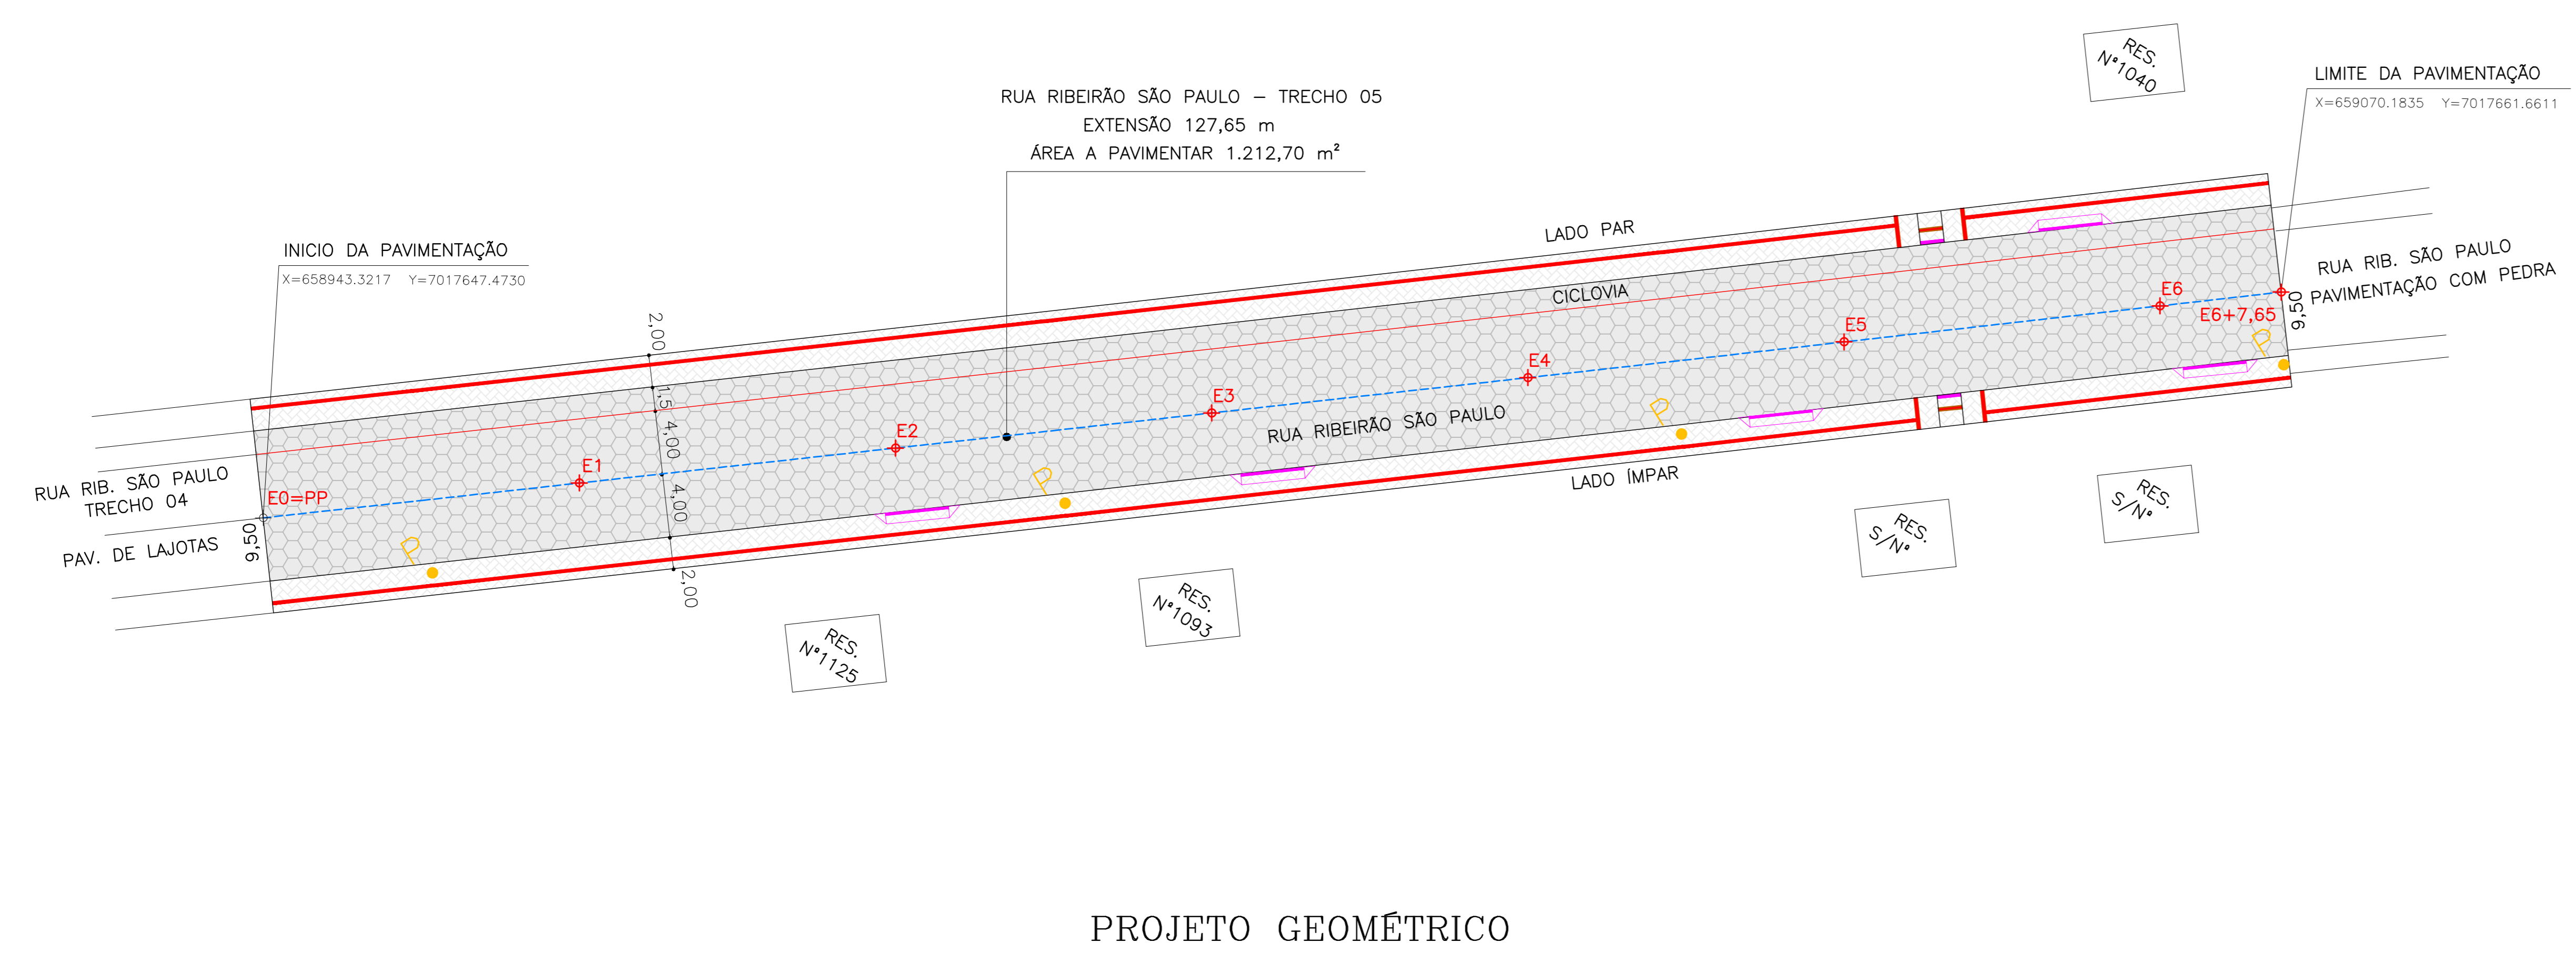 RES.
N°1040
LIMITE DA PAVIMENTAÇÃO
X=659070.1835 Y=7017661.6611
RUA RIBEIRÃO SÃO PAULO – TRECHO 05
EXTENSÃO 127,65 m
ÁREA A PAVIMENTAR 1.212,70 m²
INICIO DA PAVIMENTAÇÃO
X=658943.3217 Y=7017647.4730
LADO PAR
RUA RIB. SÃO PAULO
PAVIMENTAÇÃO COM PEDRA
CICLOVIA
E6
E6+7,65
9,50
P
E5
2,00
1,5
4,00
4,00
2,00
E4
E3
RUA RIBEIRÃO SÃO PAULO
P
E2
E1
P
LADO ÍMPAR
RUA RIB. SÃO PAULO
TRECHO 04
E0=PP
9,50
PAV. DE LAJOTAS
P
RES.
S/N°
RES.
S/N°
RES.
N°1093
RES.
N°1125
PROJETO GEOMÉTRICO